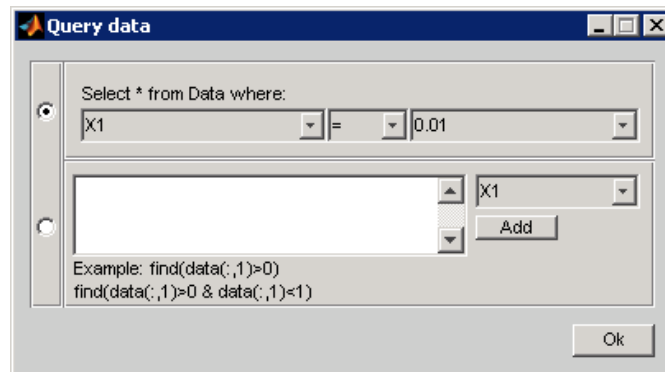 Query data
Select * from Data where:
X1 = 0.01
X1
Add
Example: find(data(:,1)>0)
find(data(:,1)>0 & data(:,1)<1)
Ok